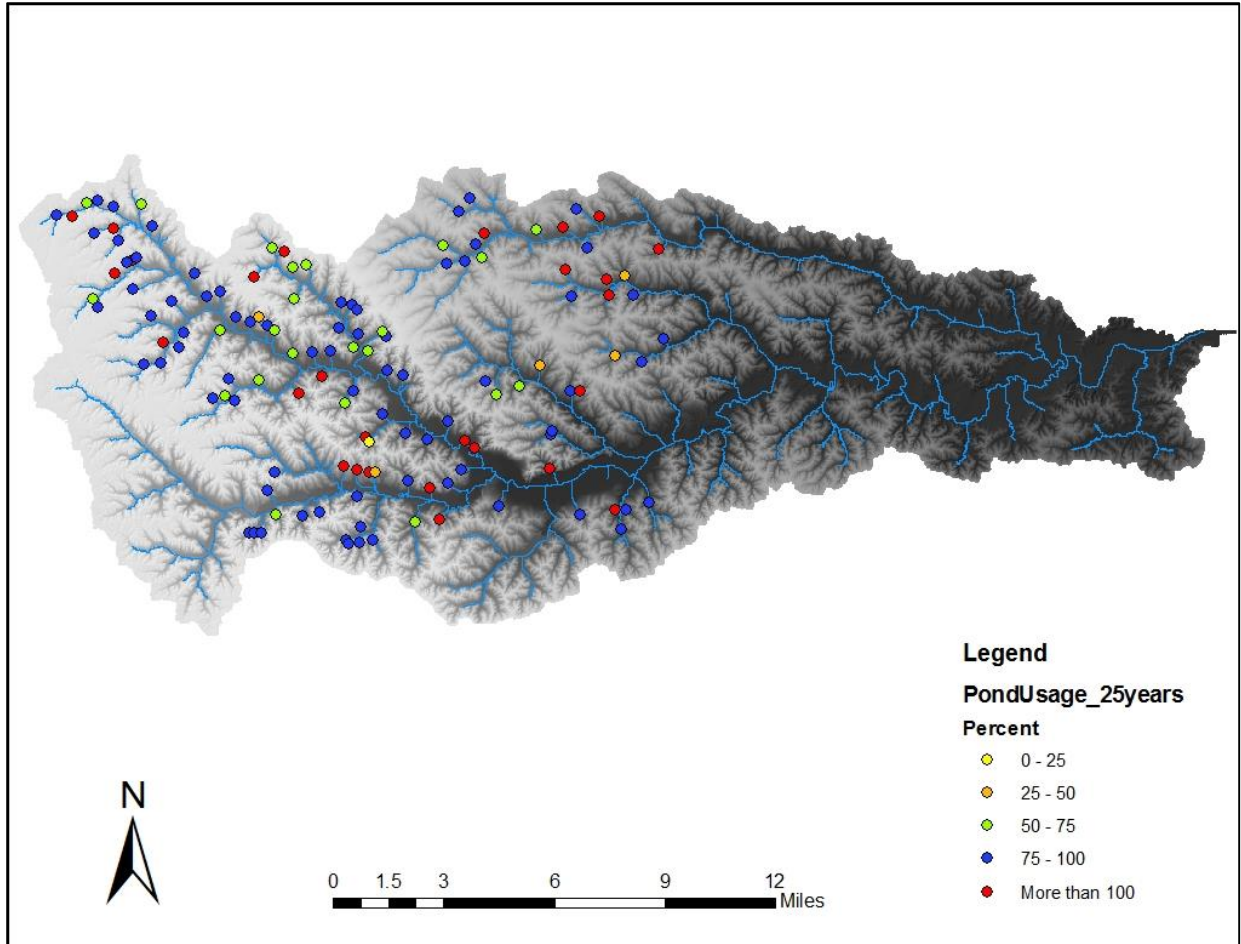 Legend
PondUsage_25years
Percent
0 - 25
25 - 50
50 - 75
75 - 100
More than 100
N
0 1.5 3 6 9 12
Miles